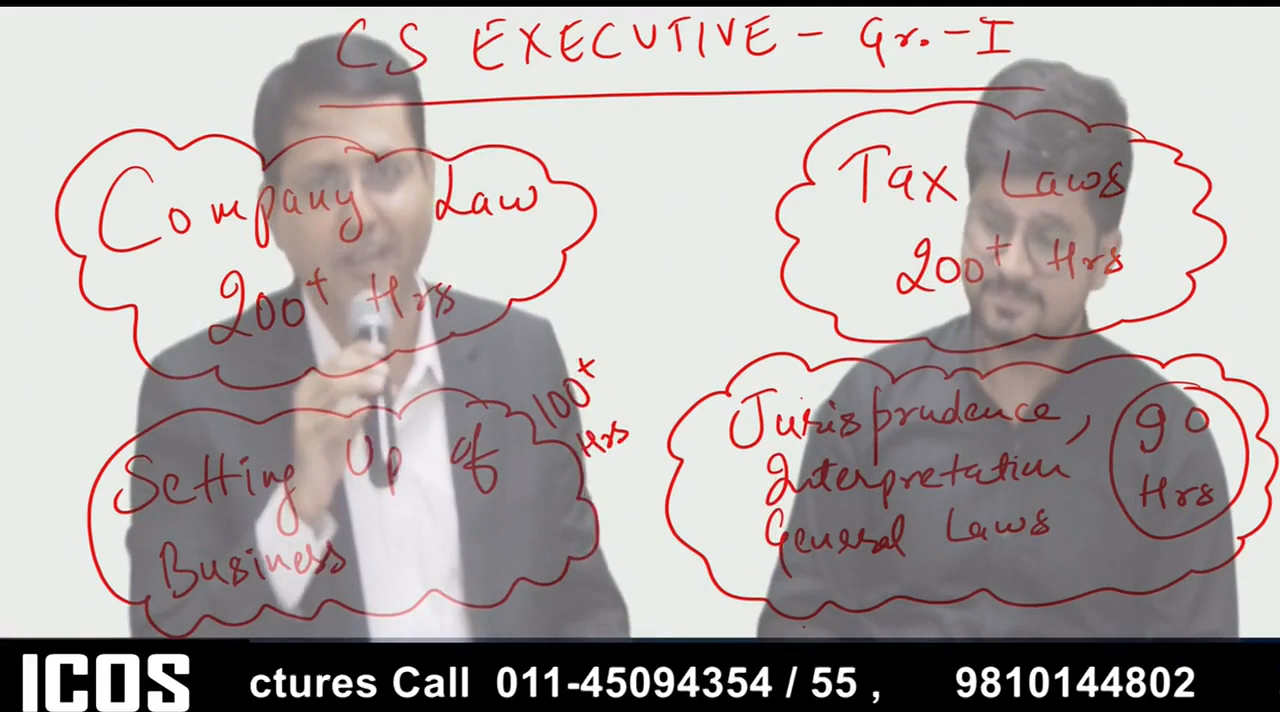 CS EXECUTIVE - Gr.-I
Company Law
200+ Hrs
Tax Laws
200+ Hrs
Setting Up of
Business
100+
Hrs
Jurisprudence,
Interpretation
General Laws
90
Hrs
ICOS
ctures Call 011-45094354 / 55 , 9810144802